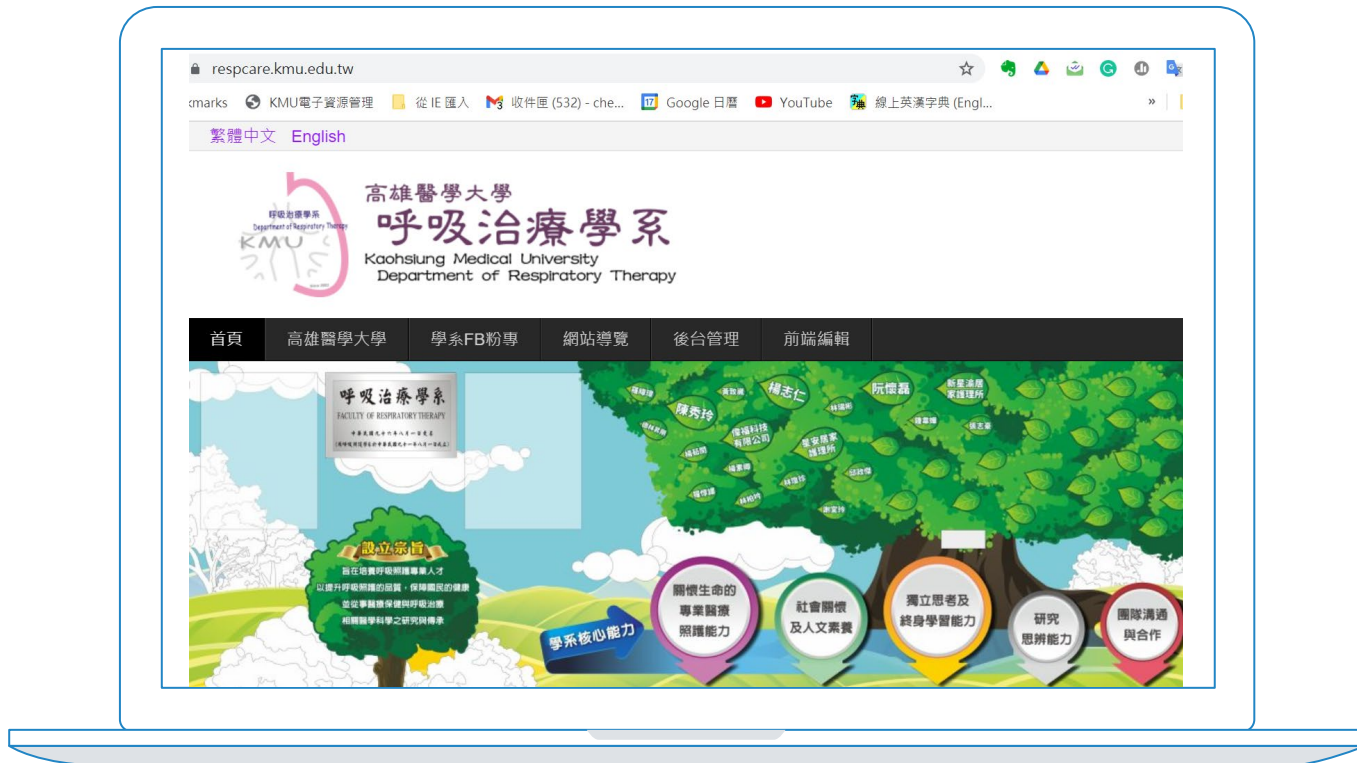 respcare.kmu.edu.tw
kmarks KMU電子資源管理 從 IE 匯入 收件匣 (532) - che... Google 日曆 YouTube 線上英漢字典 (Engl... »
繁體中文 English
呼吸治療學系
Department of Respiratory Therapy
KMU
高雄醫學大學
呼吸治療學系
Kaohsiung Medical University
Department of Respiratory Therapy
首頁 高雄醫學大學 學系FB粉專 網站導覽 後台管理 前端編輯
呼吸治療學系
FACULTY OF RESPIRATORY THERAPY
楊志仁
阮懷磊
新星渝居
家護理所
陳秀玲
偉福科技
有限公司
星安居家
護理所
設立宗旨
旨在培養呼吸照護專業人才
以提升呼吸照護的品質，保障國民的健康
並從事醫療保健與呼吸治療
相關醫學科學之研究與傳承
學系核心能力
關懷生命的
專業醫療
照護能力
社會關懷
及人文素養
獨立思考及
終身學習能力
研究
思辨能力
團隊溝通
與合作